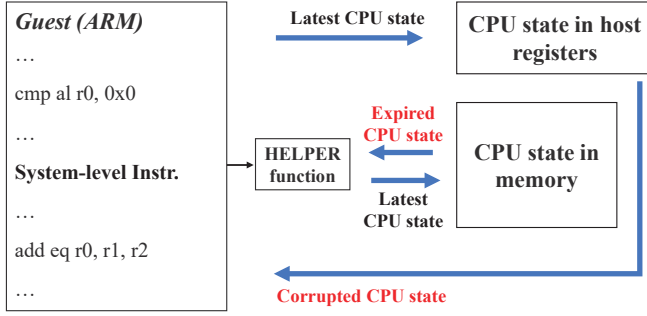 Guest (ARM)
…
cmp al r0, 0x0
…
System-level Instr.
…
add eq r0, r1, r2
…
Latest CPU state
CPU state in host
registers
Expired
CPU state
HELPER
function
Latest
CPU state
CPU state in
memory
Corrupted CPU state